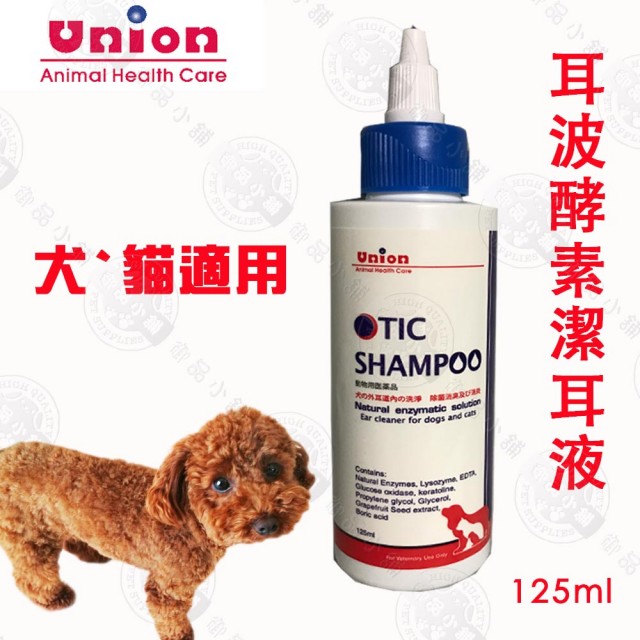 Union
Animal Health Care
耳波酵素潔耳液
犬、貓適用
Union
Animal Health Care
OTIC
SHAMPOO
動物用医薬品
犬の外耳道内の洗浄 除菌消臭及び消炎
Natural enzymatic solution
Ear cleaner for dogs and cats
Contains:
Natural Enzymes, Lysozyme, EDTA,
Glucose oxidase, keratoline,
Propylene glycol, Glycerol,
Grapefruit Seed extract,
Boric acid
125ml
For Veterinary Use Only
125ml